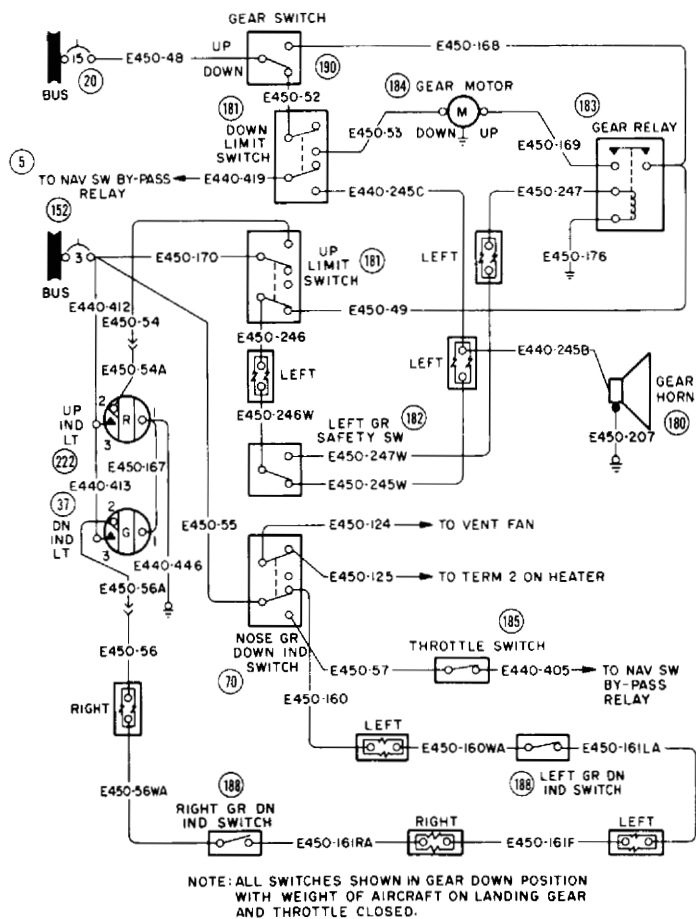 GEAR SWITCH
15
E450-48
UP
DOWN
E450-168
BUS
20
190
E450-52
184
GEAR MOTOR
181
DOWN
LIMIT
SWITCH
E450-53
M
DOWN
UP
183
GEAR RELAY
E450-169
5
TO NAV SW BY-PASS
RELAY
E440-419
E440-245C
E450-247
152
3
E450-170
UP
LIMIT
SWITCH
181
LEFT
E450-176
BUS
E440-412
E450-54
E450-49
E450-246
E450-54A
LEFT
LEFT
E440-245B
GEAR
HORN
180
UP
IND
LT
2
R
1
3
E450-246W
LEFT GR
SAFETY SW
182
E450-207
222
E450-167
E450-247W
E440-413
E450-245W
37
DN
IND
LT
2
G
1
3
E450-55
E450-124
TO VENT FAN
E440-446
E450-125
TO TERM 2 ON HEATER
E450-56A
185
NOSE GR
DOWN IND
SWITCH
THROTTLE SWITCH
E450-56
70
E450-57
E440-405
TO NAV SW
BY-PASS
RELAY
E450-160
RIGHT
LEFT
E450-160WA
E450-161LA
E450-56WA
188
RIGHT GR DN
IND SWITCH
188
LEFT GR DN
IND SWITCH
E450-161RA
RIGHT
E450-161F
LEFT
NOTE: ALL SWITCHES SHOWN IN GEAR DOWN POSITION
WITH WEIGHT OF AIRCRAFT ON LANDING GEAR
AND THROTTLE CLOSED.